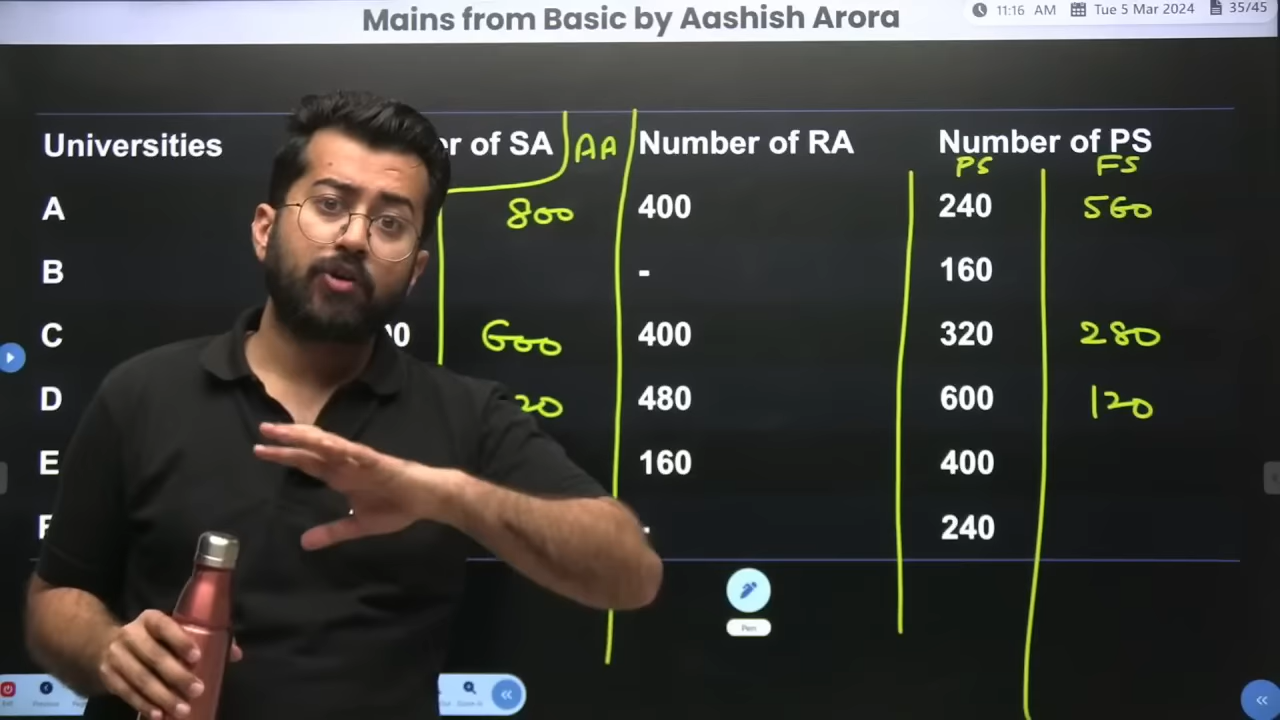 Mains from Basic by Aashish Arora
11:16 AM Tue 5 Mar 2024 35/45
Universities of SA AA Number of RA Number of PS
PS FS
A 800 400 240 560
B - 160
C 600 400 320 280
D 20 480 600 120
E 160 400
240
Pen